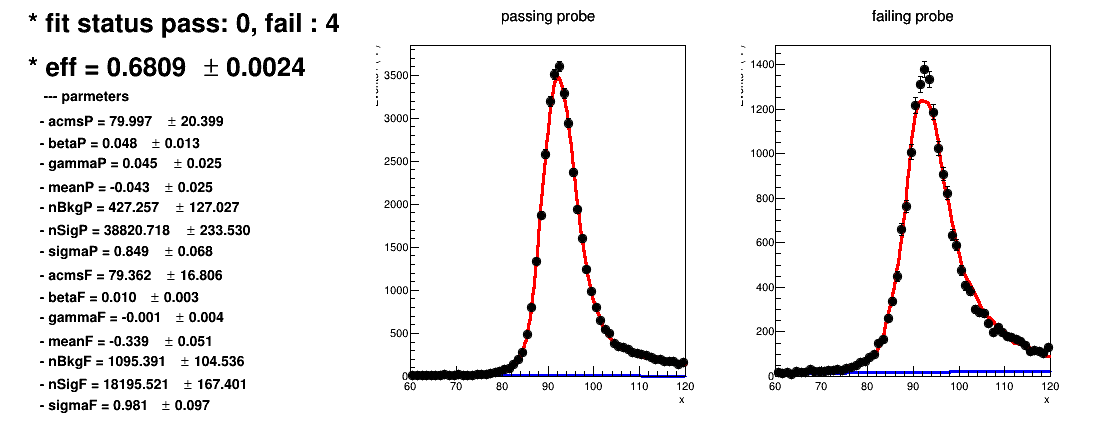 * fit status pass: 0, fail : 4
* eff = 0.6809 ± 0.0024
--- parmeters
- acmsP = 79.997 ± 20.399
- betaP = 0.048 ± 0.013
- gammaP = 0.045 ± 0.025
- meanP = -0.043 ± 0.025
- nBkgP = 427.257 ± 127.027
- nSigP = 38820.718 ± 233.530
- sigmaP = 0.849 ± 0.068
- acmsF = 79.362 ± 16.806
- betaF = 0.010 ± 0.003
- gammaF = -0.001 ± 0.004
- meanF = -0.339 ± 0.051
- nBkgF = 1095.391 ± 104.536
- nSigF = 18195.521 ± 167.401
- sigmaF = 0.981 ± 0.097
passing probe
3500
3000
2500
2000
1500
1000
500
0
60 70 80 90 100 110 120
x
failing probe
1400
1200
1000
800
600
400
200
0
60 70 80 90 100 110 120
x